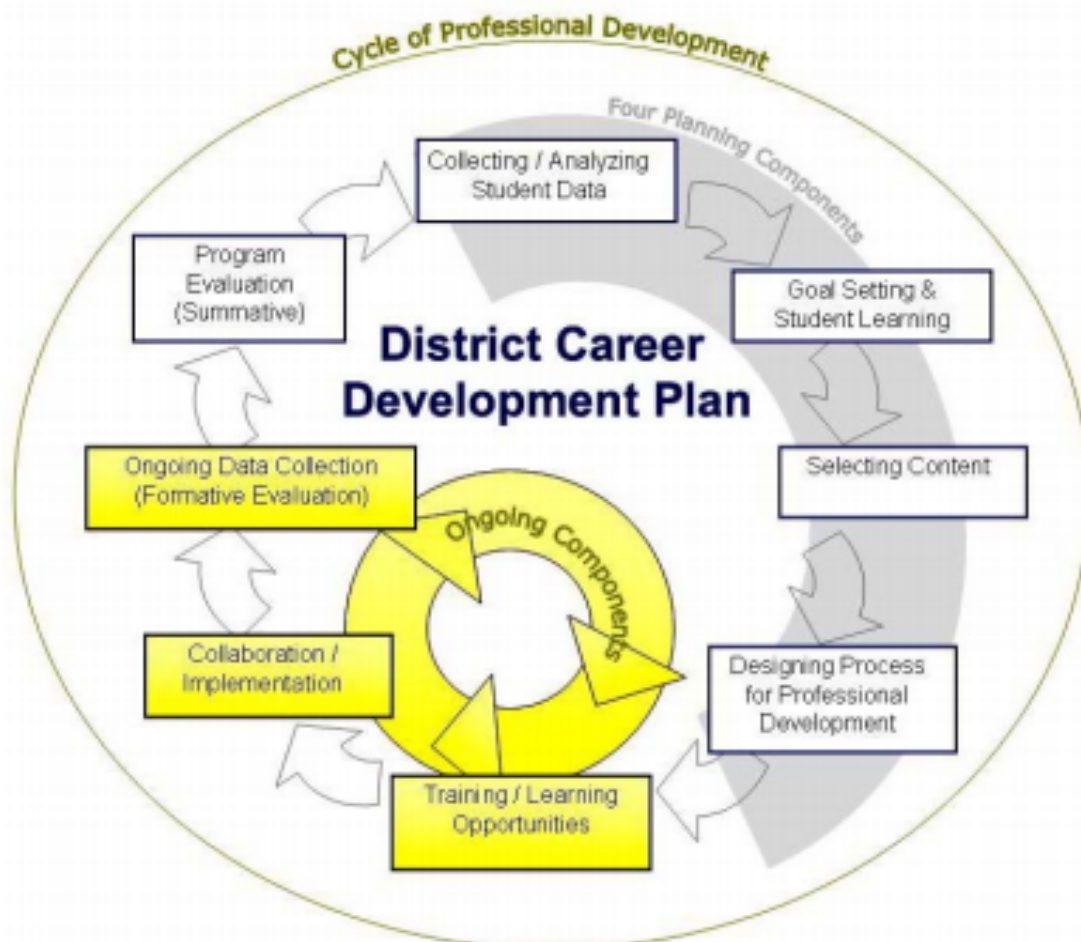 Cycle of Professional Development
Four Planning Components
Collecting / Analyzing
Student Data
Goal Setting &
Student Learning
Selecting Content
Designing Process
for Professional
Development
Training / Learning
Opportunities
Collaboration /
Implementation
Ongoing Data Collection
(Formative Evaluation)
Program
Evaluation
(Summative)
District Career
Development Plan
Ongoing Components